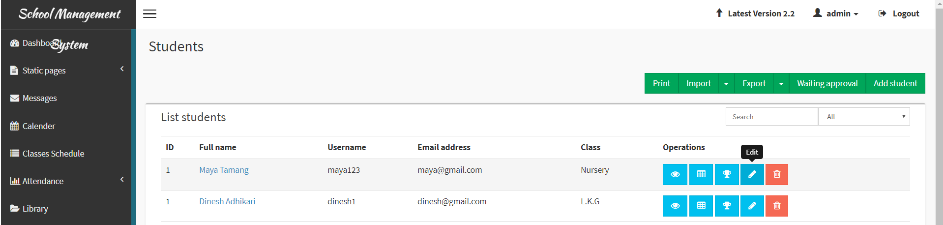 School Management System
Latest Version 2.2 admin Logout
Dashboard
Static pages
Messages
Calender
Classes Schedule
Attendance
Library
Students
Print Import Export Waiting approval Add student
List students
Search All
ID Full name Username Email address Class Operations
Edit
1 Maya Tamang maya123 maya@gmail.com Nursery
1 Dinesh Adhikari dinesh1 dinesh@gmail.com L.K.G